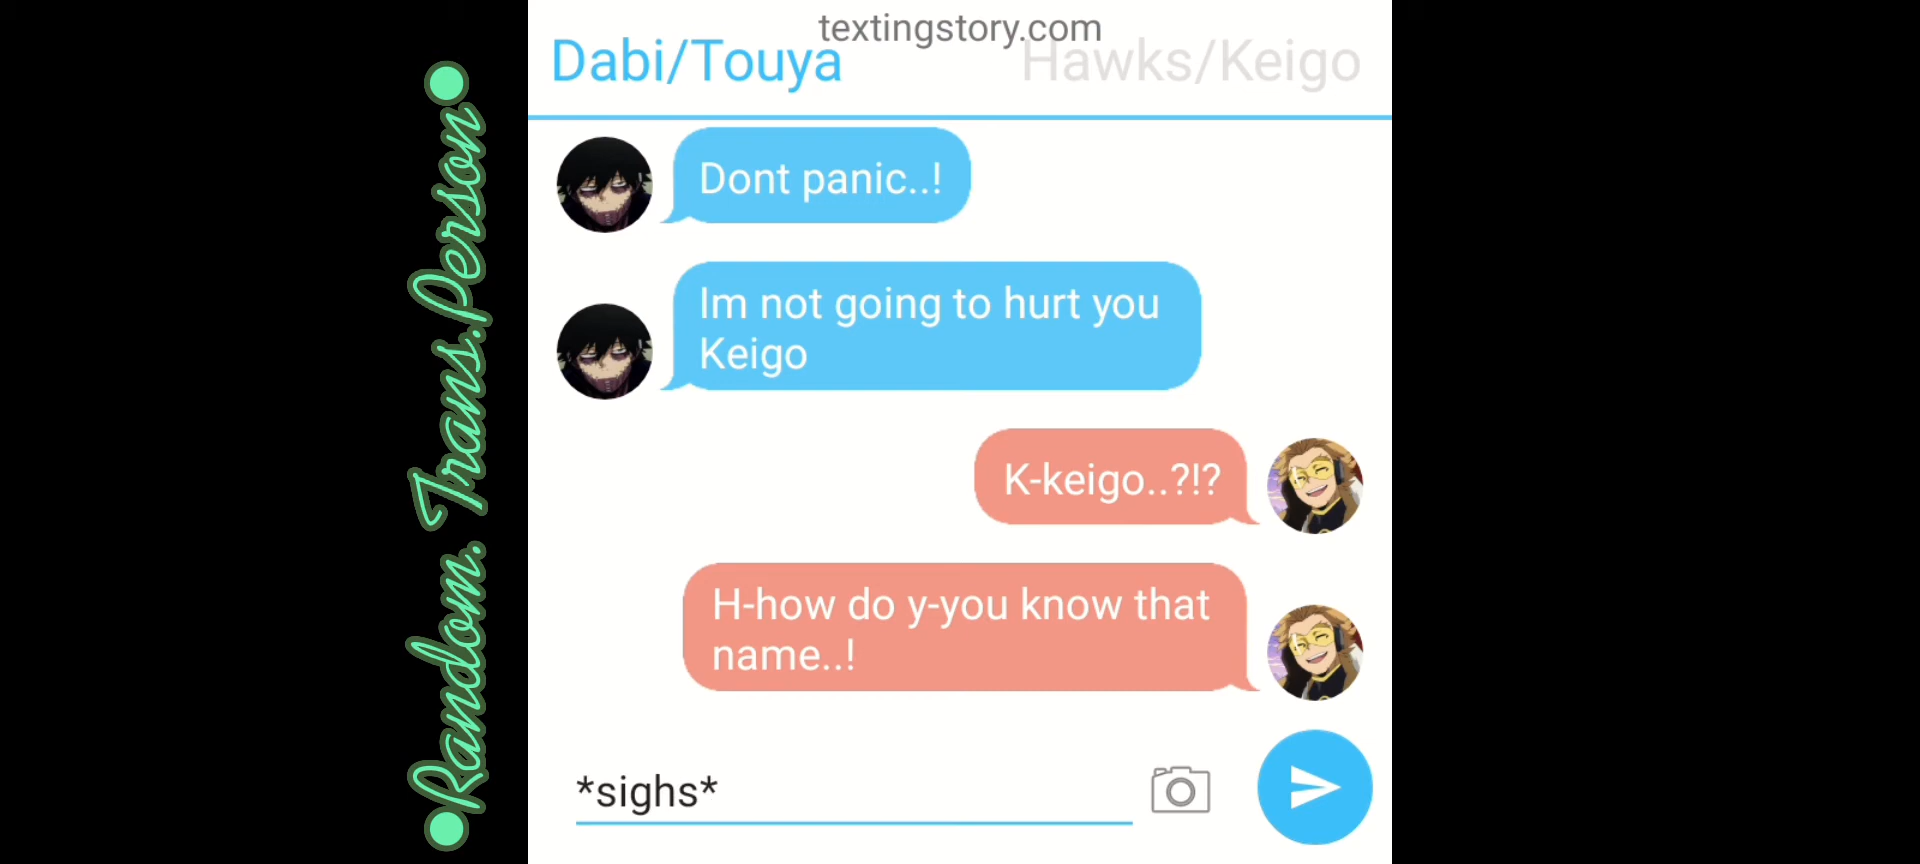 textingstory.com
Dabi/Touya
Hawks/Keigo
Dont panic..!
Im not going to hurt you
Keigo
K-keigo..?!?
H-how do y-you know that
name..!
*sighs*
●Random. Trans.Person●